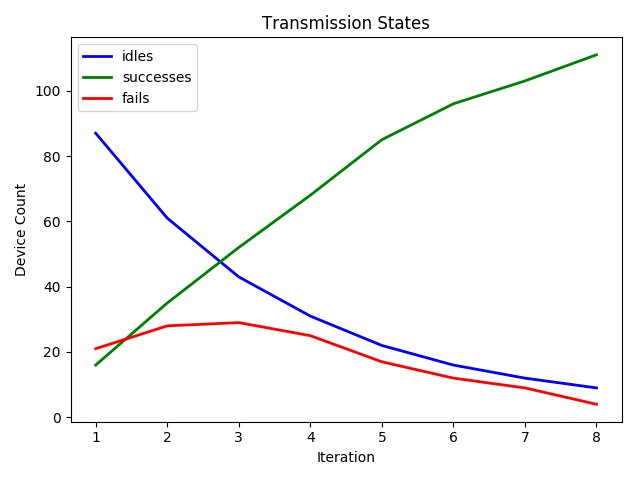 Transmission States
idles
successes
fails
Device Count
100
80
60
40
20
0
1 2 3 4 5 6 7 8
Iteration